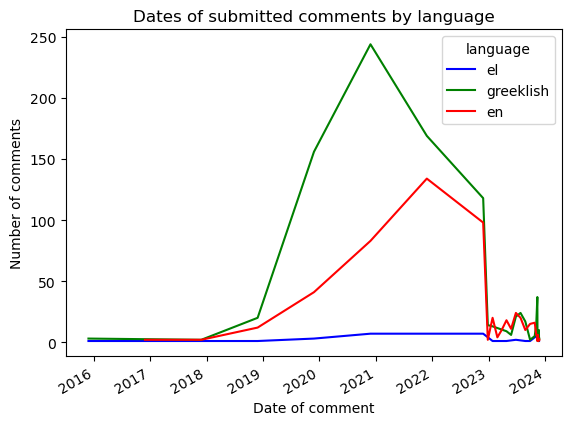 Dates of submitted comments by language
250
200
150
100
50
0
Number of comments
language
el
greeklish
en
2016
2017
2018
2019
2020
2021
2022
2023
2024
Date of comment